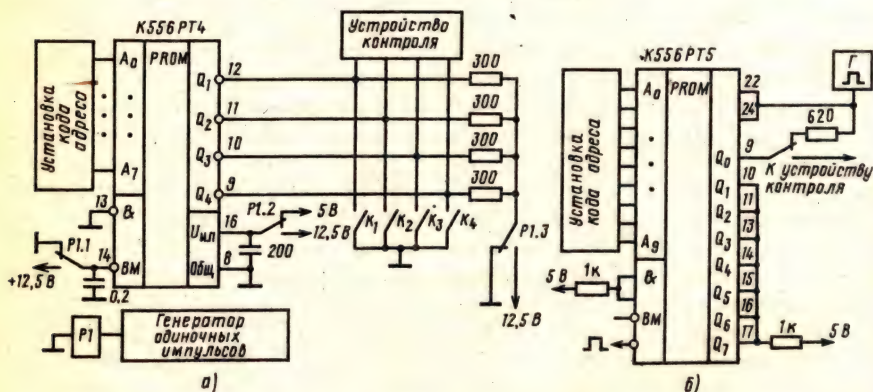 К556РТ4
Установка кода адреса
A0
A7
PROM
Q1
Q2
Q3
Q4
12
11
10
9
13
&
14
ВМ
Uип
Общ
16
8
P1.1
+12,5 В
0,2
P1.2
5 В
12,5 В
200
Устройство
контроля
300
300
300
300
K1
K2
K3
K4
P1.3
12,5 В
P1
Генератор
одиночных
импульсов
а)
К556РТ5
Установка кода адреса
A0
A9
PROM
22
24
Г
620
Q0
9
К устройству
контроля
Q1
Q2
Q3
Q4
Q5
Q6
Q7
10
11
13
14
15
16
17
1к
5 В
5 В
1к
&
ВМ
б)